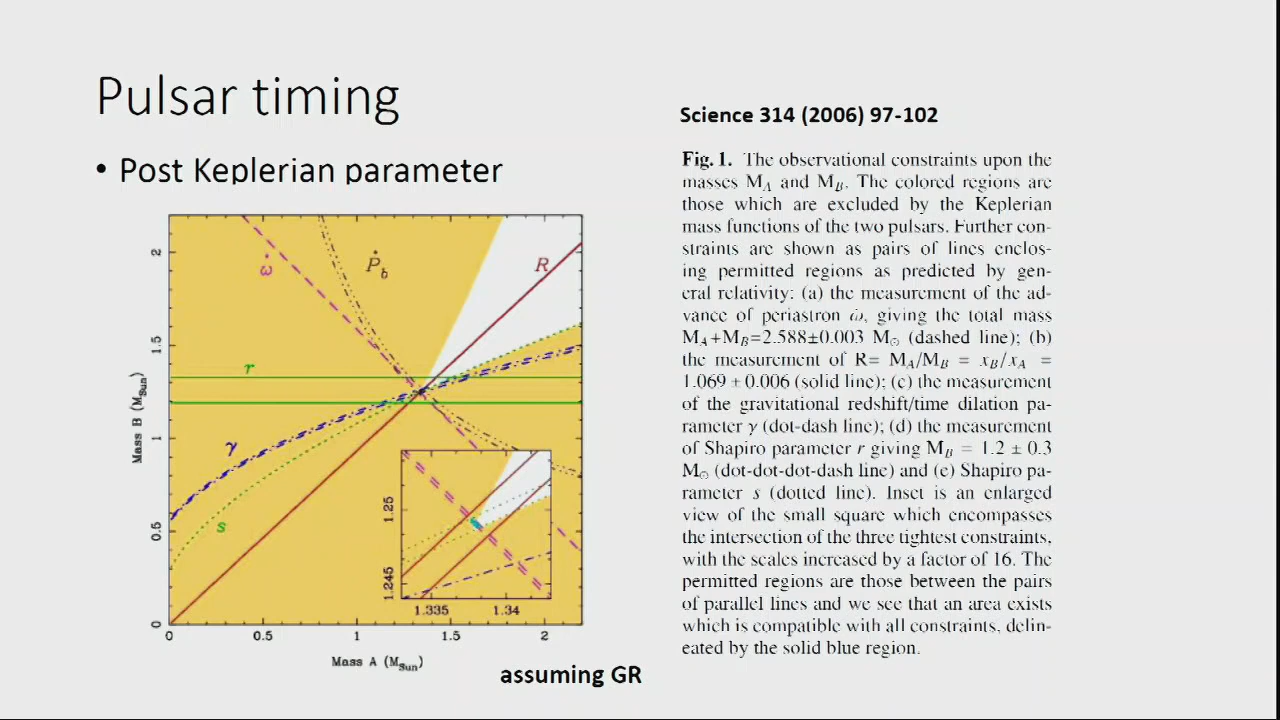 Pulsar timing
• Post Keplerian parameter
Science 314 (2006) 97-102
Fig. 1. The observational constraints upon the
masses M_A and M_B. The colored regions are
those which are excluded by the Keplerian
mass functions of the two pulsars. Further con-
straints are shown as pairs of lines enclos-
ing permitted regions as predicted by gen-
eral relativity: (a) the measurement of the ad-
vance of periastron ω̇, giving the total mass
M_A+M_B=2.588±0.003 M⊙ (dashed line); (b)
the measurement of R= M_A/M_B = x_B/x_A =
1.069 ± 0.006 (solid line); (c) the measurement
of the gravitational redshift/time dilation pa-
rameter γ (dot-dash line); (d) the measurement
of Shapiro parameter r giving M_B = 1.2 ± 0.3
M⊙ (dot-dot-dot-dash line) and (e) Shapiro pa-
rameter s (dotted line). Inset is an enlarged
view of the small square which encompasses
the intersection of the three tightest constraints,
with the scales increased by a factor of 16. The
permitted regions are those between the pairs
of parallel lines and we see that an area exists
which is compatible with all constraints, delin-
eated by the solid blue region.
ω̇
Ṗ_b
R
r
γ
s
Mass B (M_Sun)
2
1.5
1
0.5
0
1.25
1.245
1.335 1.34
0 0.5 1 1.5 2
Mass A (M_Sun)
assuming GR